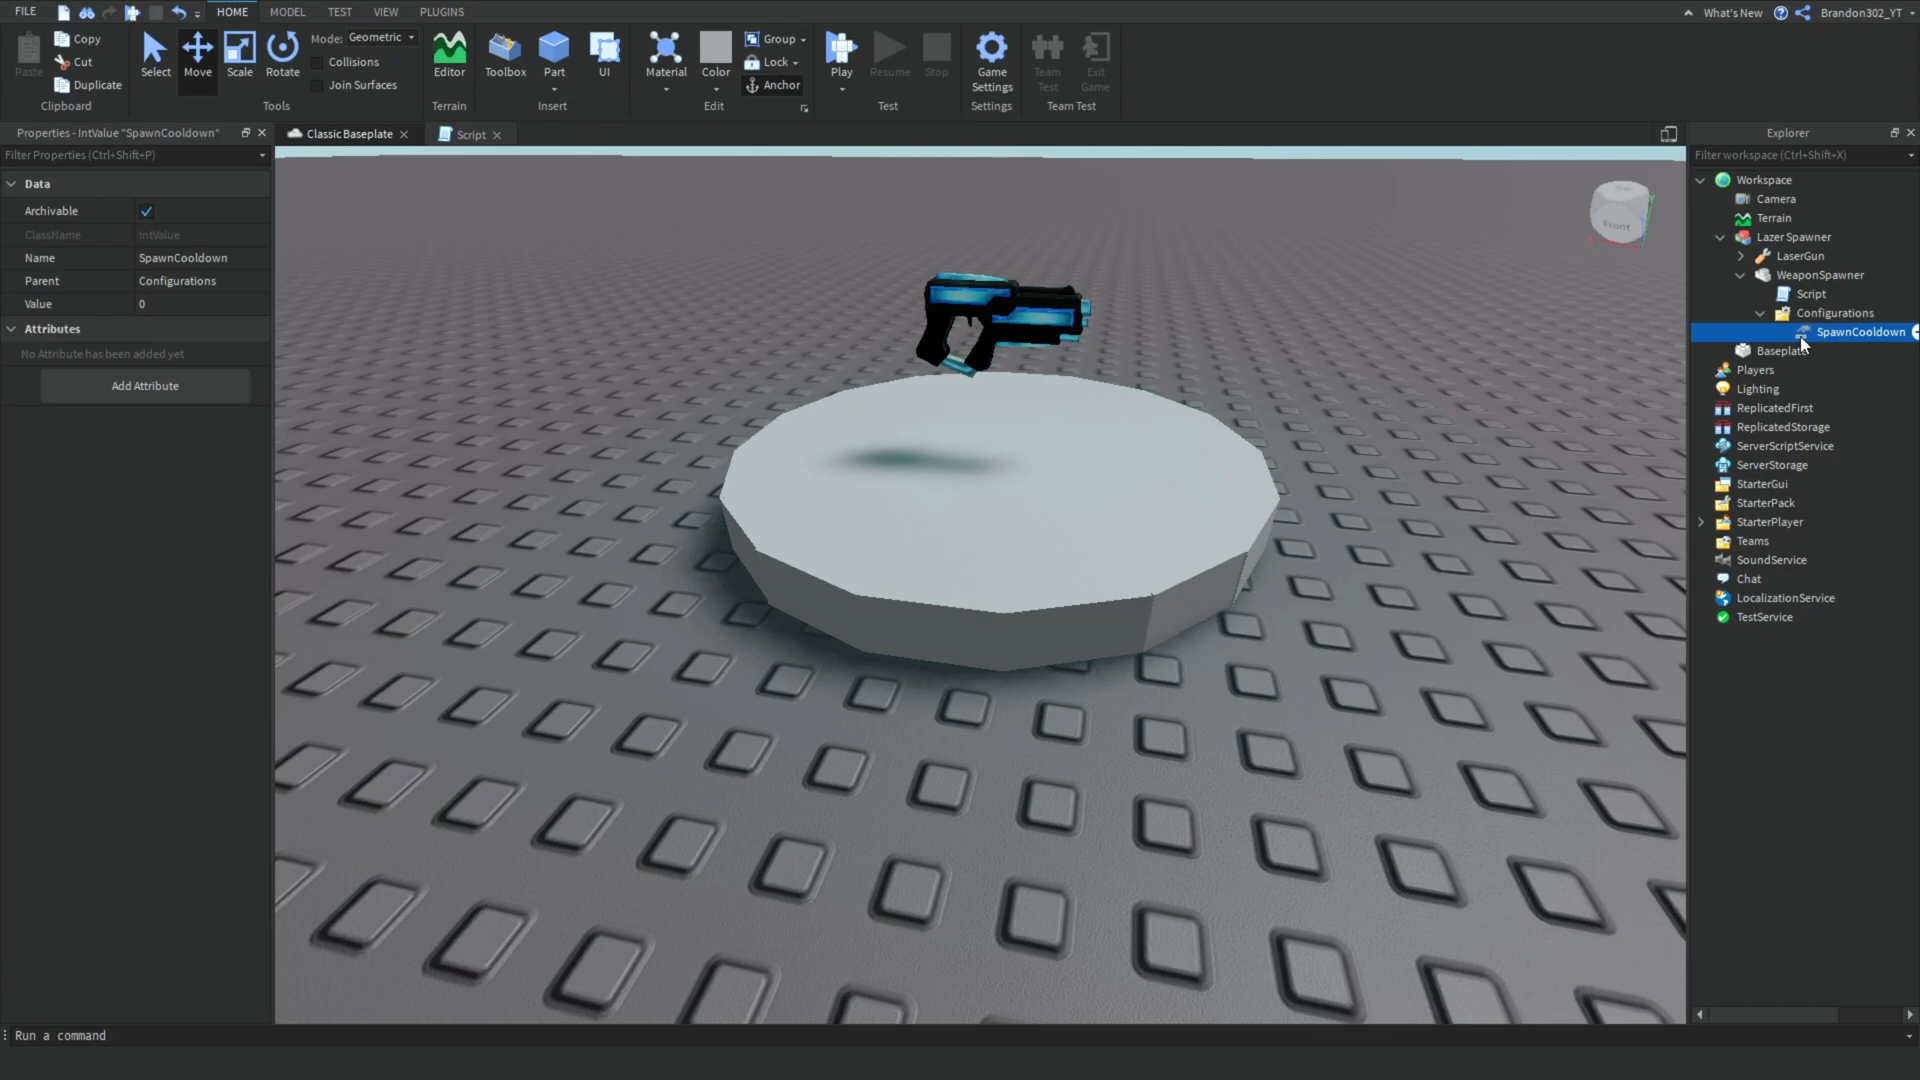 FILE
HOME
MODEL
TEST
VIEW
PLUGINS
What's New
Brandon302_YT
Paste
Copy
Cut
Duplicate
Clipboard
Select
Move
Scale
Rotate
Mode: Geometric
Collisions
Join Surfaces
Tools
Editor
Terrain
Toolbox
Part
UI
Insert
Material
Color
Group
Lock
Anchor
Edit
Play
Resume
Stop
Test
Game
Settings
Settings
Team
Test
Exit
Game
Team Test
Properties - IntValue "SpawnCooldown"
Filter Properties (Ctrl+Shift+P)
Data
Archivable
ClassName IntValue
Name SpawnCooldown
Parent Configurations
Value 0
Attributes
No Attribute has been added yet
Add Attribute
Classic Baseplate
Script
Front
Y
Explorer
Filter workspace (Ctrl+Shift+X)
Workspace
Camera
Terrain
Lazer Spawner
LaserGun
WeaponSpawner
Script
Configurations
SpawnCooldown
Baseplate
Players
Lighting
ReplicatedFirst
ReplicatedStorage
ServerScriptService
ServerStorage
StarterGui
StarterPack
StarterPlayer
Teams
SoundService
Chat
LocalizationService
TestService
Run a command